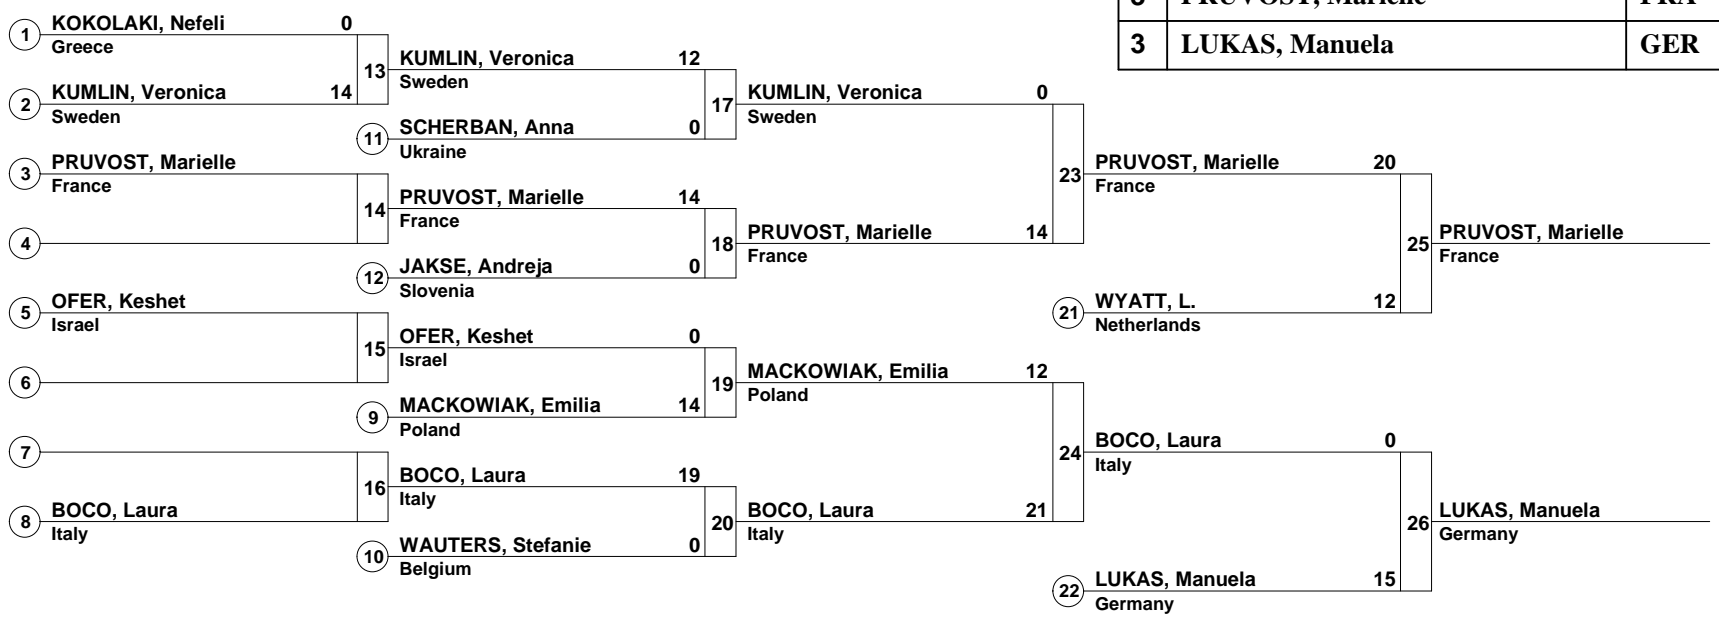 3 PRUVOST, Marielle FRA
3 LUKAS, Manuela GER
1 KOKOLAKI, Nefeli 0
Greece
2 KUMLIN, Veronica 14
Sweden
3 PRUVOST, Marielle
France
4
5 OFER, Keshet
Israel
6
7
8 BOCO, Laura
Italy
13 KUMLIN, Veronica 12
Sweden
11 SCHERBAN, Anna 0
Ukraine
14 PRUVOST, Marielle 14
France
12 JAKSE, Andreja 0
Slovenia
15 OFER, Keshet 0
Israel
9 MACKOWIAK, Emilia 14
Poland
16 BOCO, Laura 19
Italy
10 WAUTERS, Stefanie 0
Belgium
17 KUMLIN, Veronica 0
Sweden
18 PRUVOST, Marielle 14
France
19 MACKOWIAK, Emilia 12
Poland
20 BOCO, Laura 21
Italy
23 PRUVOST, Marielle 20
France
21 WYATT, L. 12
Netherlands
24 BOCO, Laura 0
Italy
22 LUKAS, Manuela 15
Germany
25 PRUVOST, Marielle
France
26 LUKAS, Manuela
Germany